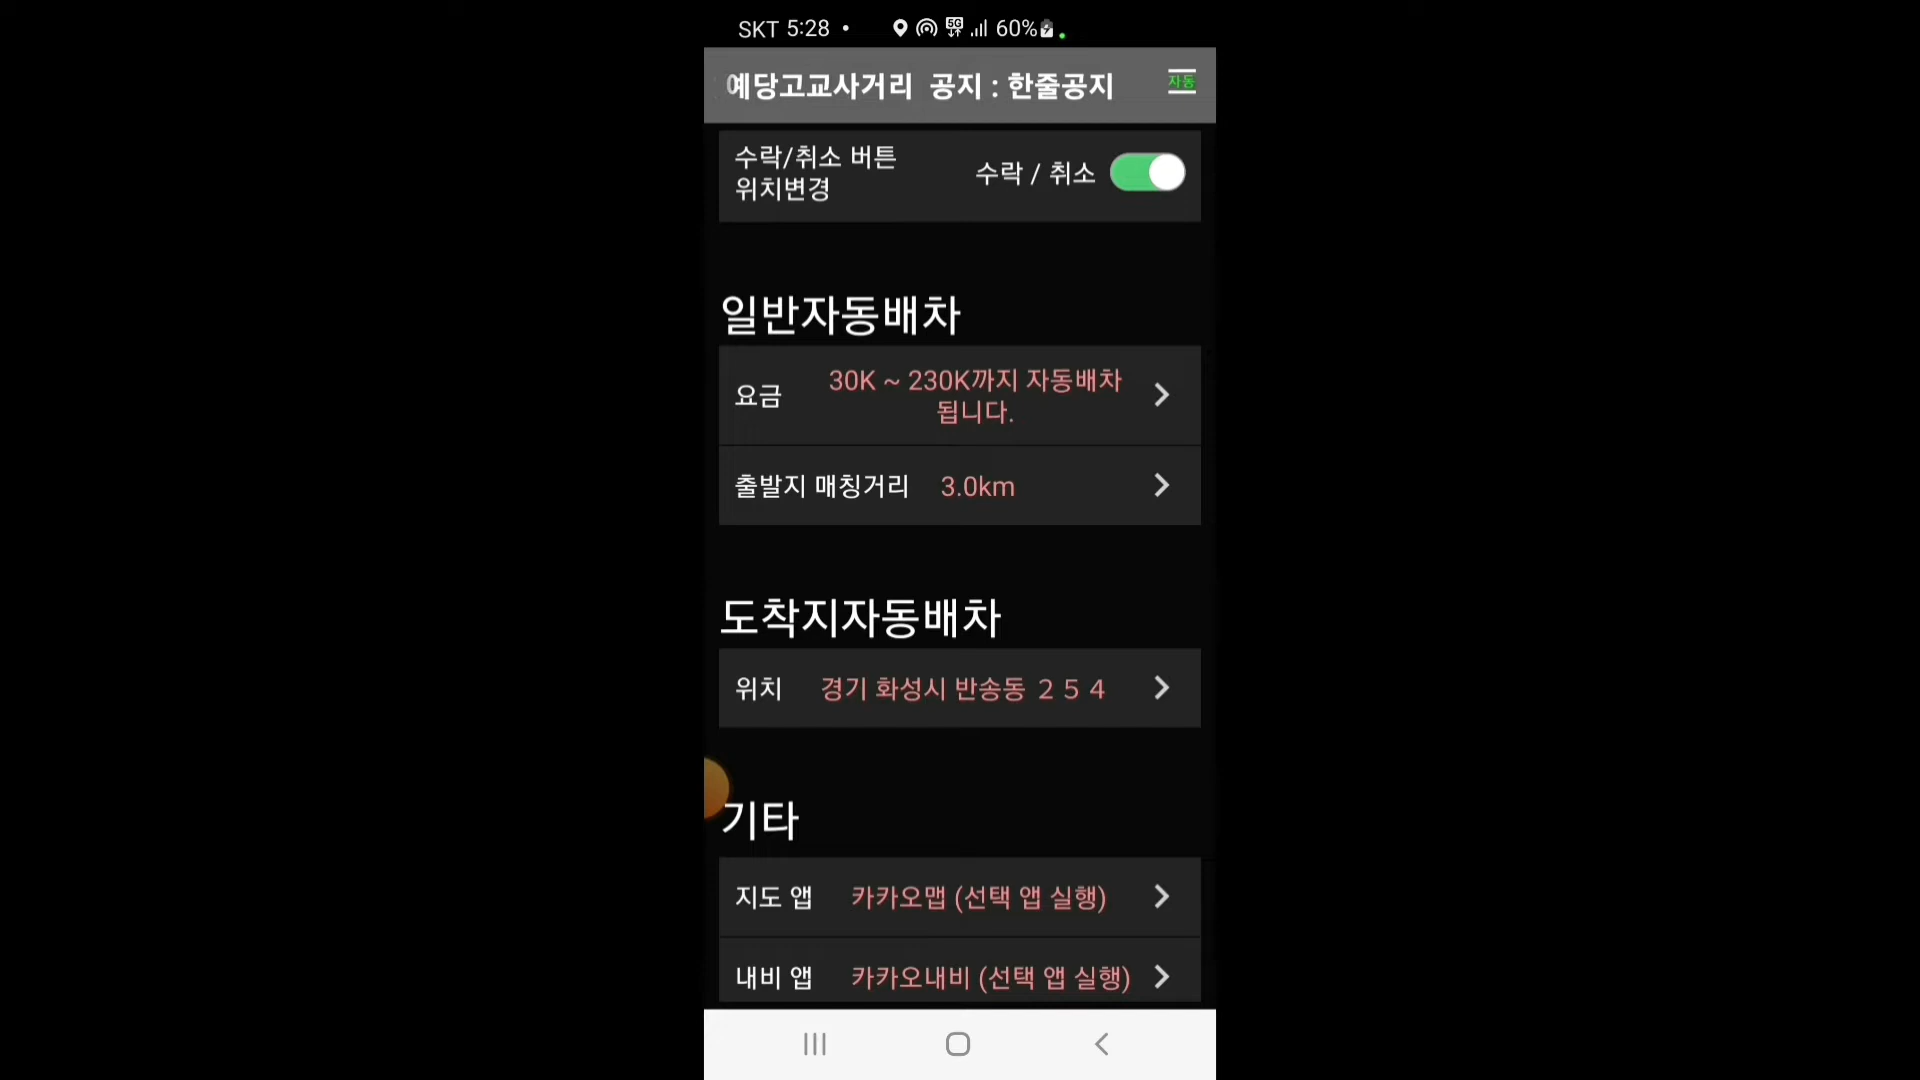 SKT 5:28
5G
60%
예당고교사거리 공지 : 한줄공지
자동
수락/취소 버튼
위치변경
수락 / 취소
일반자동배차
요금
30K ~ 230K까지 자동배차
됩니다.
출발지 매칭거리 3.0km
도착지자동배차
위치 경기 화성시 반송동 254
기타
지도 앱 카카오맵 (선택 앱 실행)
내비 앱 카카오내비 (선택 앱 실행)